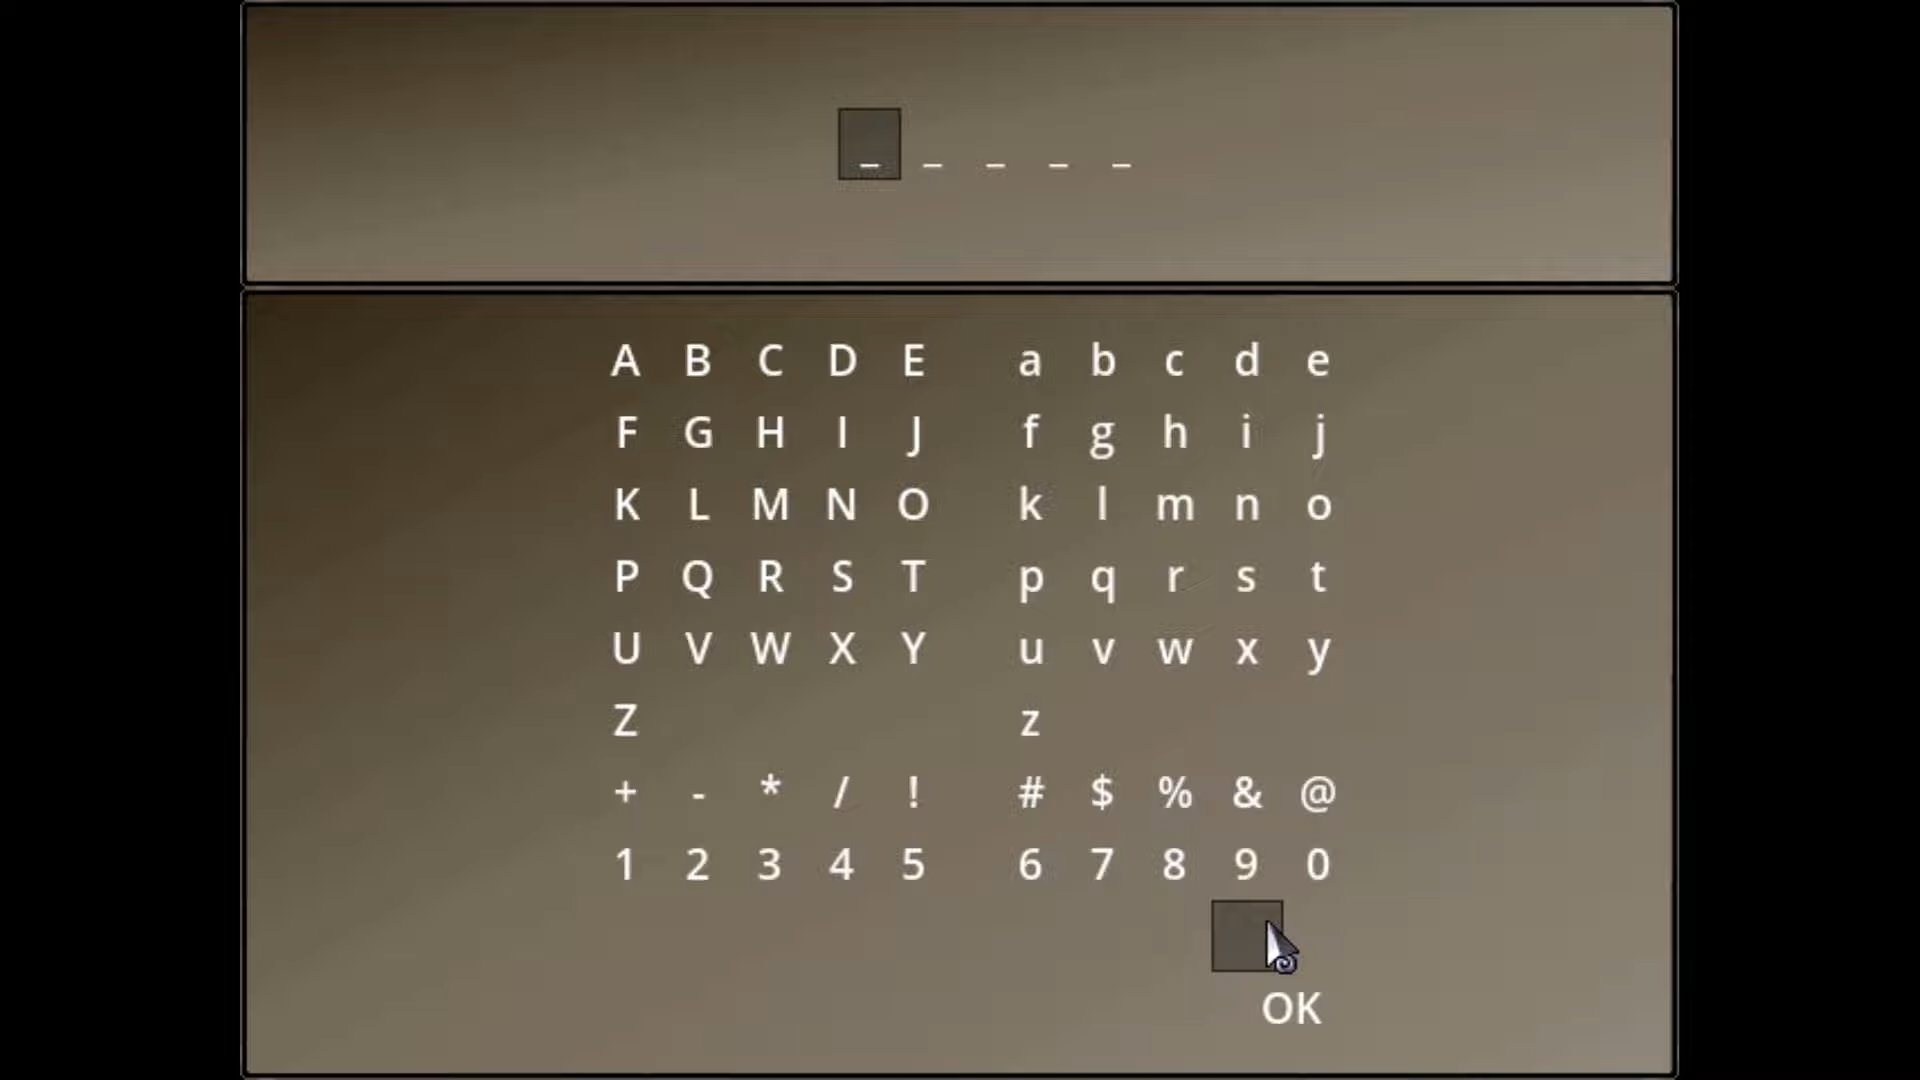 _ _ _ _ _
A B C D E a b c d e
F G H I J f g h i j
K L M N O k l m n o
P Q R S T p q r s t
U V W X Y u v w x y
Z z
+ - * / ! # $ % & @
1 2 3 4 5 6 7 8 9 0
OK